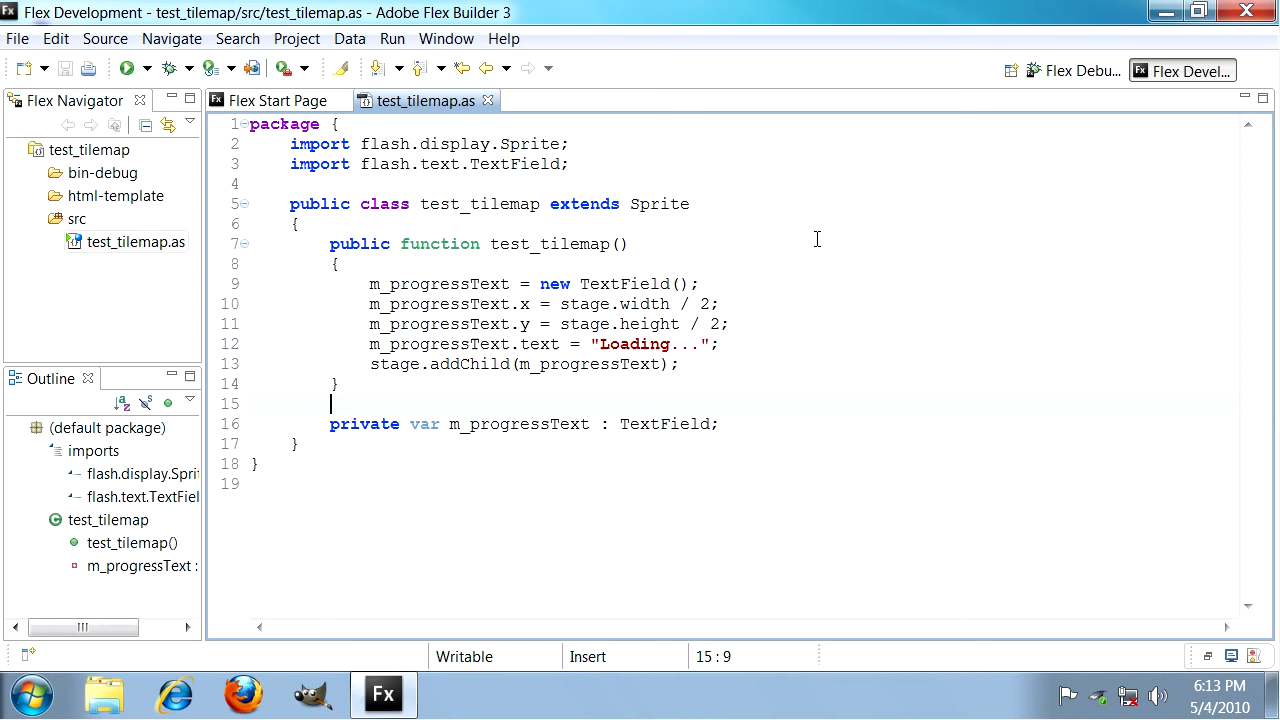 Fx Flex Development - test_tilemap/src/test_tilemap.as - Adobe Flex Builder 3
File Edit Source Navigate Search Project Data Run Window Help
Flex Debu... Fx Flex Devel...
Flex Navigator
Fx Flex Start Page test_tilemap.as
test_tilemap
bin-debug
html-template
src
test_tilemap.as
1 package {
2 import flash.display.Sprite;
3 import flash.text.TextField;
4
5 public class test_tilemap extends Sprite
6 {
7 public function test_tilemap()
8 {
9 m_progressText = new TextField();
10 m_progressText.x = stage.width / 2;
11 m_progressText.y = stage.height / 2;
12 m_progressText.text = "Loading...";
13 stage.addChild(m_progressText);
14 }
15
16 private var m_progressText : TextField;
17 }
18 }
19
Outline
(default package)
imports
flash.display.Spri
flash.text.TextFiel
test_tilemap
test_tilemap()
m_progressText :
Writable Insert 15 : 9
Fx
6:13 PM
5/4/2010